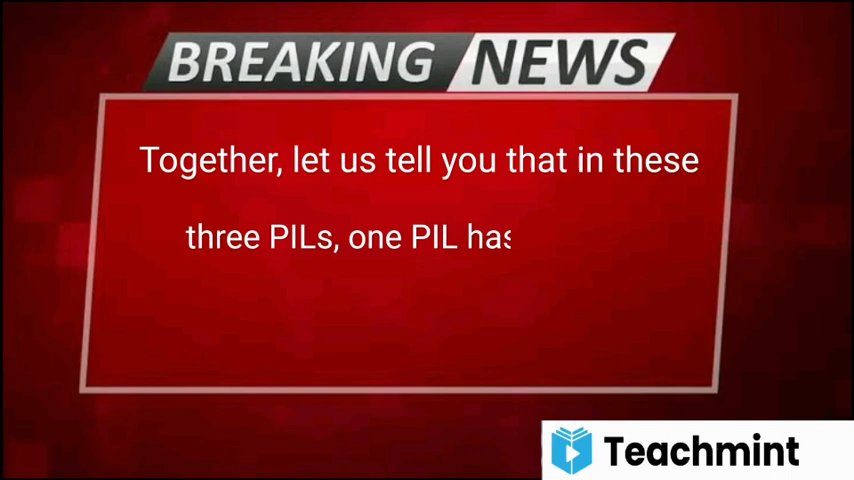 BREAKING NEWS
Together, let us tell you that in these
three PILs, one PIL has
Teachmint